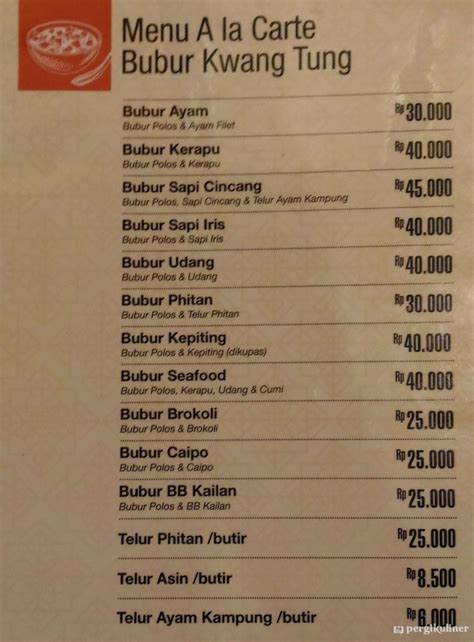 Menu A la Carte
Bubur Kwang Tung
Bubur Ayam Rp 30.000
Bubur Polos & Ayam Filet
Bubur Kerapu Rp 40.000
Bubur Polos & Kerapu
Bubur Sapi Cincang Rp 45.000
Bubur Polos, Sapi Cincang & Telur Ayam Kampung
Bubur Sapi Iris Rp 40.000
Bubur Polos & Sapi Iris
Bubur Udang Rp 40.000
Bubur Polos & Udang
Bubur Phitan Rp 30.000
Bubur Polos & Telur Phitan
Bubur Kepiting Rp 40.000
Bubur Polos & Kepiting (dikupas)
Bubur Seafood Rp 40.000
Bubur Polos, Kerapu, Udang & Cumi
Bubur Brokoli Rp 25.000
Bubur Polos & Brokoli
Bubur Caipo Rp 25.000
Bubur Polos & Caipo
Bubur BB Kailan Rp 25.000
Bubur Polos & BB Kailan
Telur Phitan /butir Rp 25.000
Telur Asin /butir Rp 8.500
Telur Ayam Kampung /butir Rp 6.000
pergikuliner